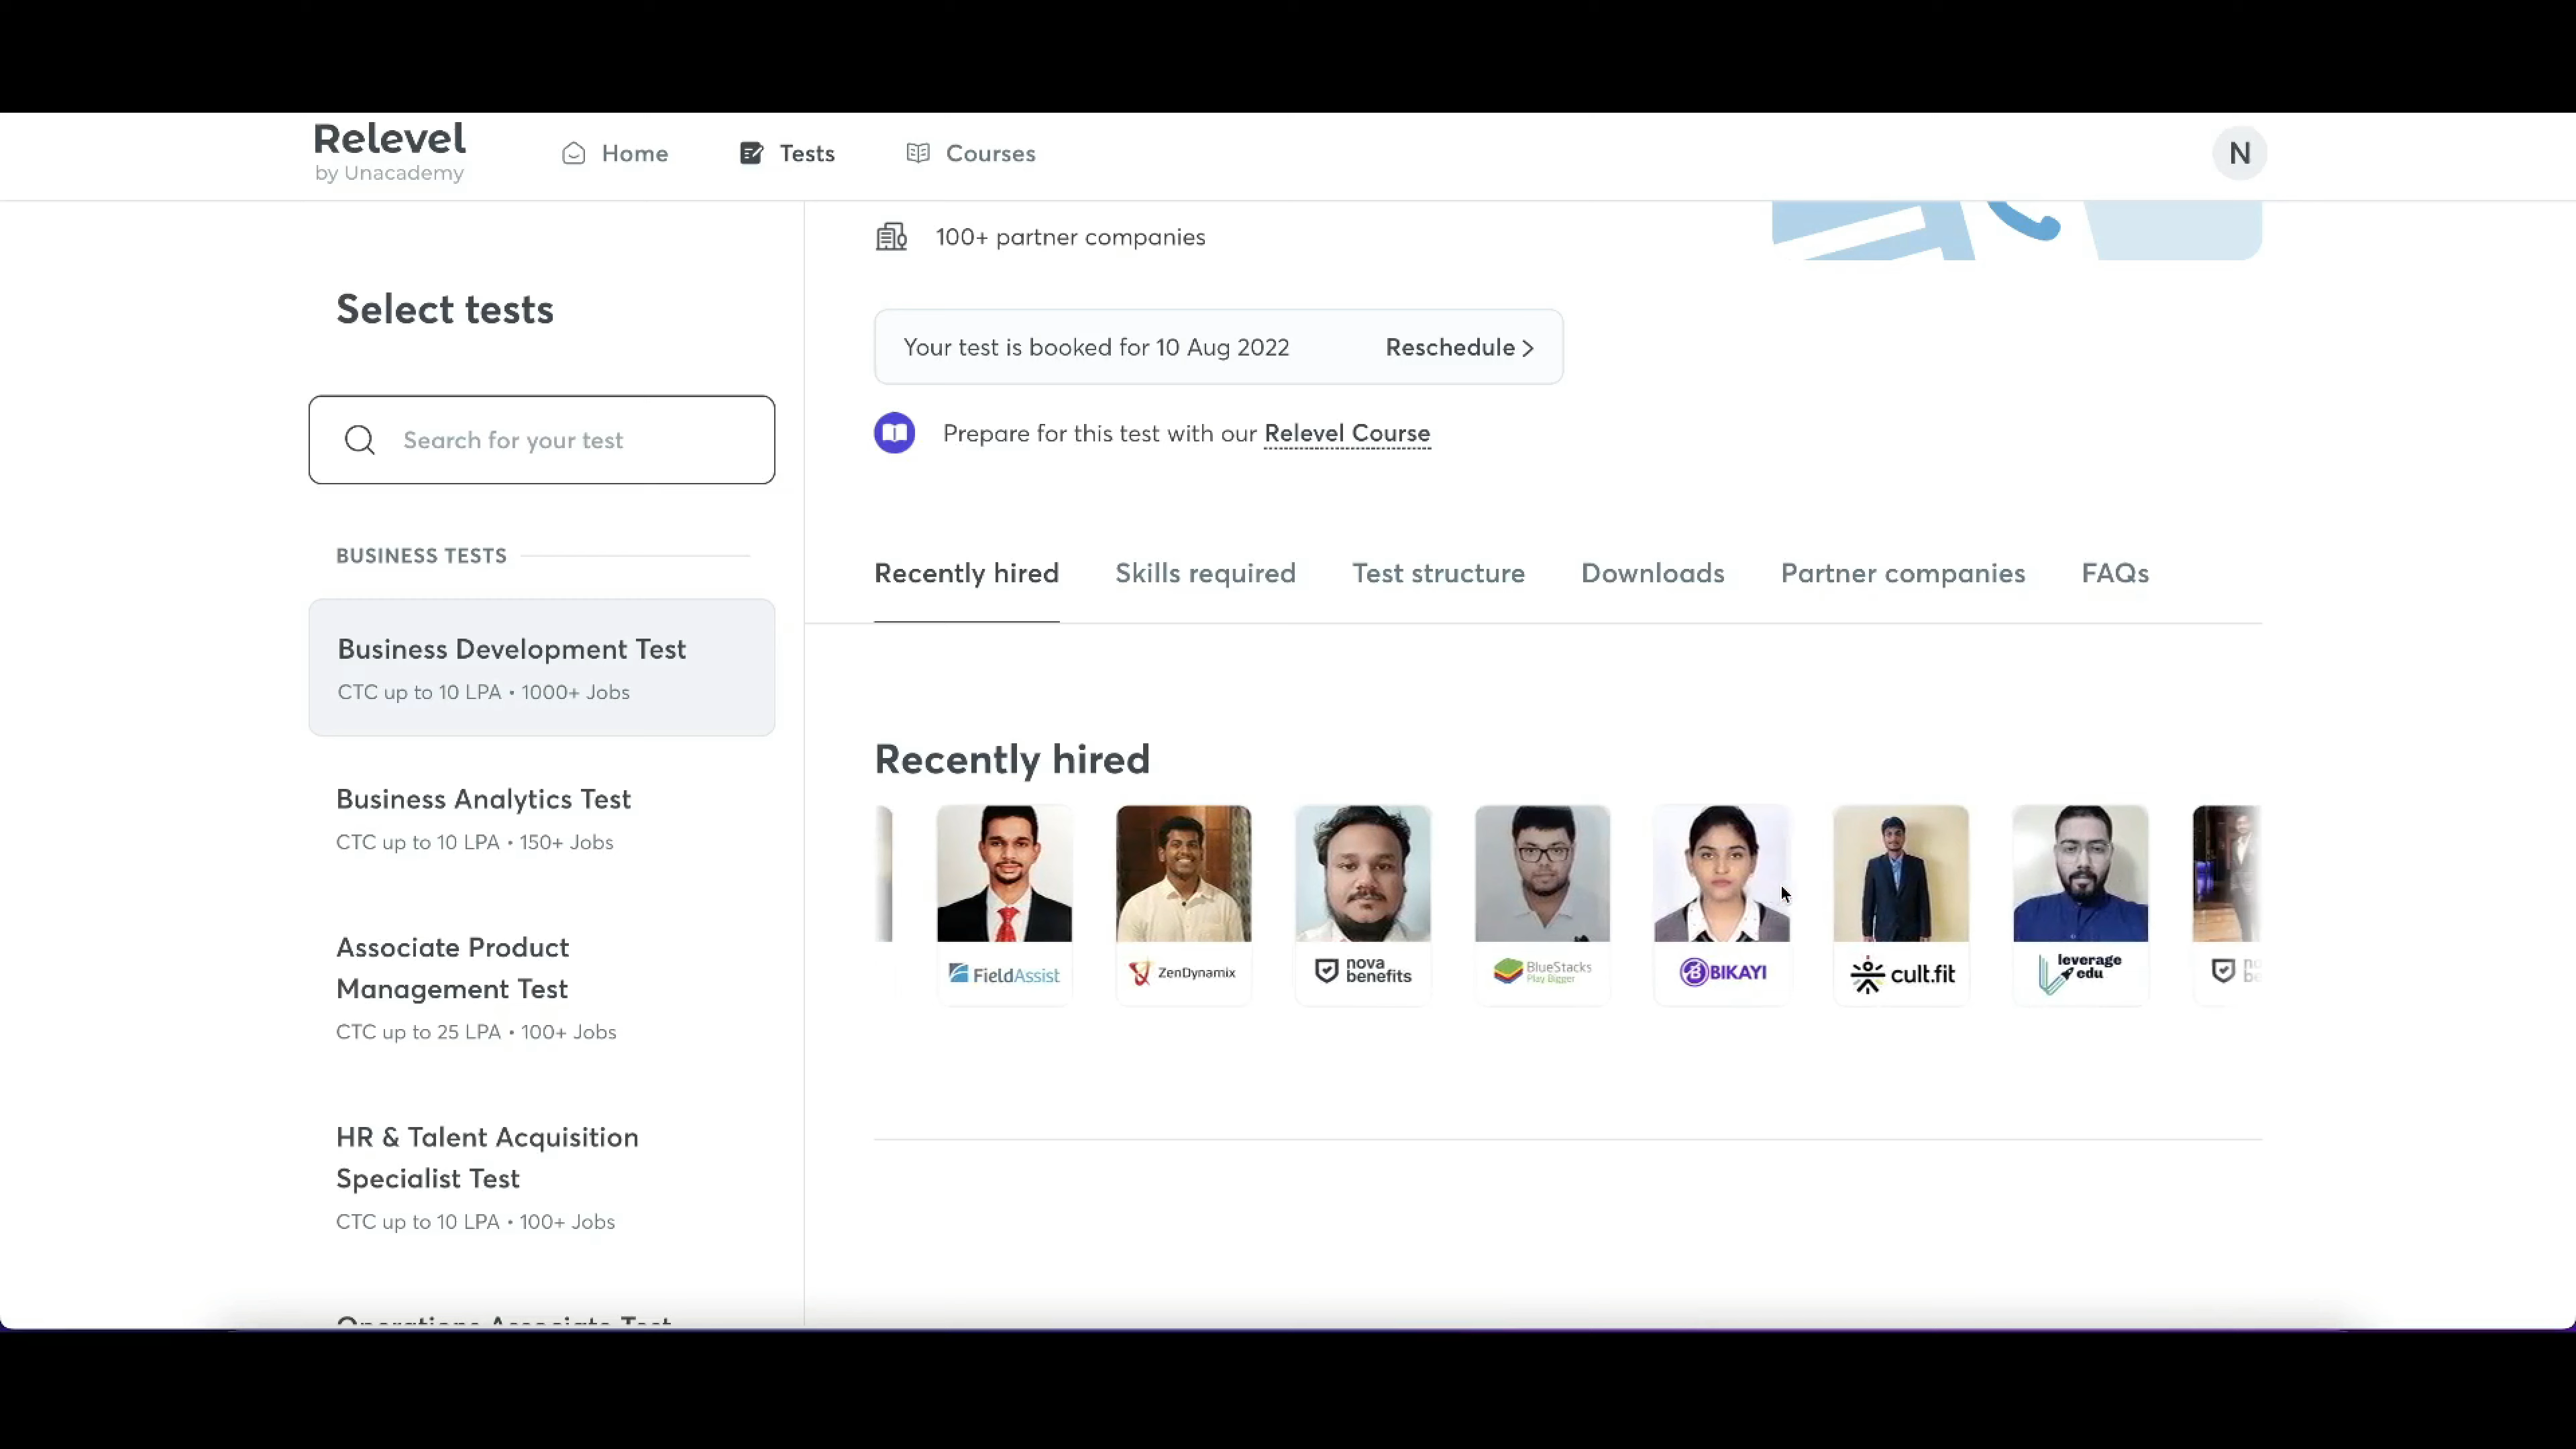 Relevel
by Unacademy
Home
Tests
Courses
N
Select tests
Search for your test
BUSINESS TESTS
Business Development Test
CTC up to 10 LPA • 1000+ Jobs
Business Analytics Test
CTC up to 10 LPA • 150+ Jobs
Associate Product
Management Test
CTC up to 25 LPA • 100+ Jobs
HR & Talent Acquisition
Specialist Test
CTC up to 10 LPA • 100+ Jobs
Operations Associate Test
100+ partner companies
Your test is booked for 10 Aug 2022
Reschedule >
Prepare for this test with our Relevel Course
Recently hired
Skills required
Test structure
Downloads
Partner companies
FAQs
Recently hired
FieldAssist
ZenDynamix
nova
benefits
BlueStacks
Play Bigger
BIKAYI
cult.fit
leverage
edu